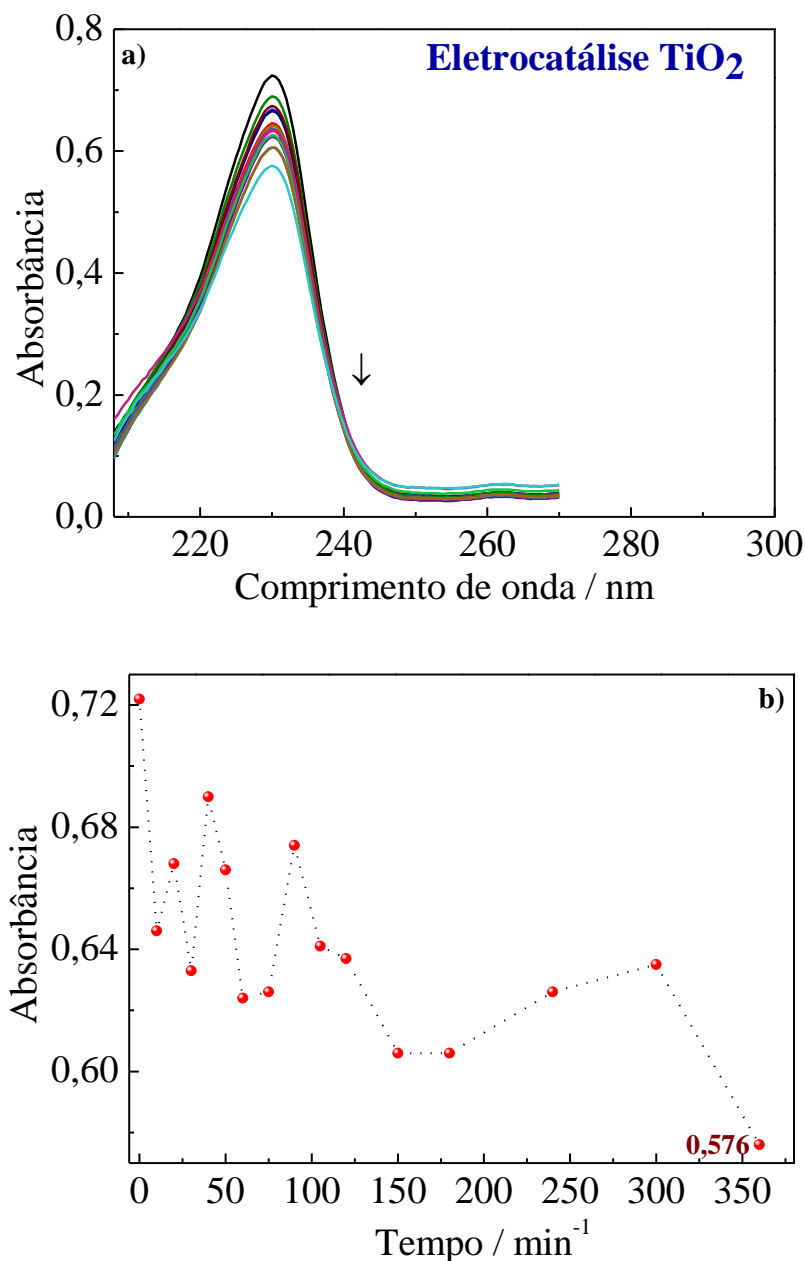 a)
Eletrocatálise TiO₂
0,8
0,6
0,4
0,2
0,0
Absorbância
↓
220 240 260 280 300
Comprimento de onda / nm
b)
0,72
0,68
0,64
0,60
Absorbância
0,576
0 50 100 150 200 250 300 350
Tempo / min⁻¹